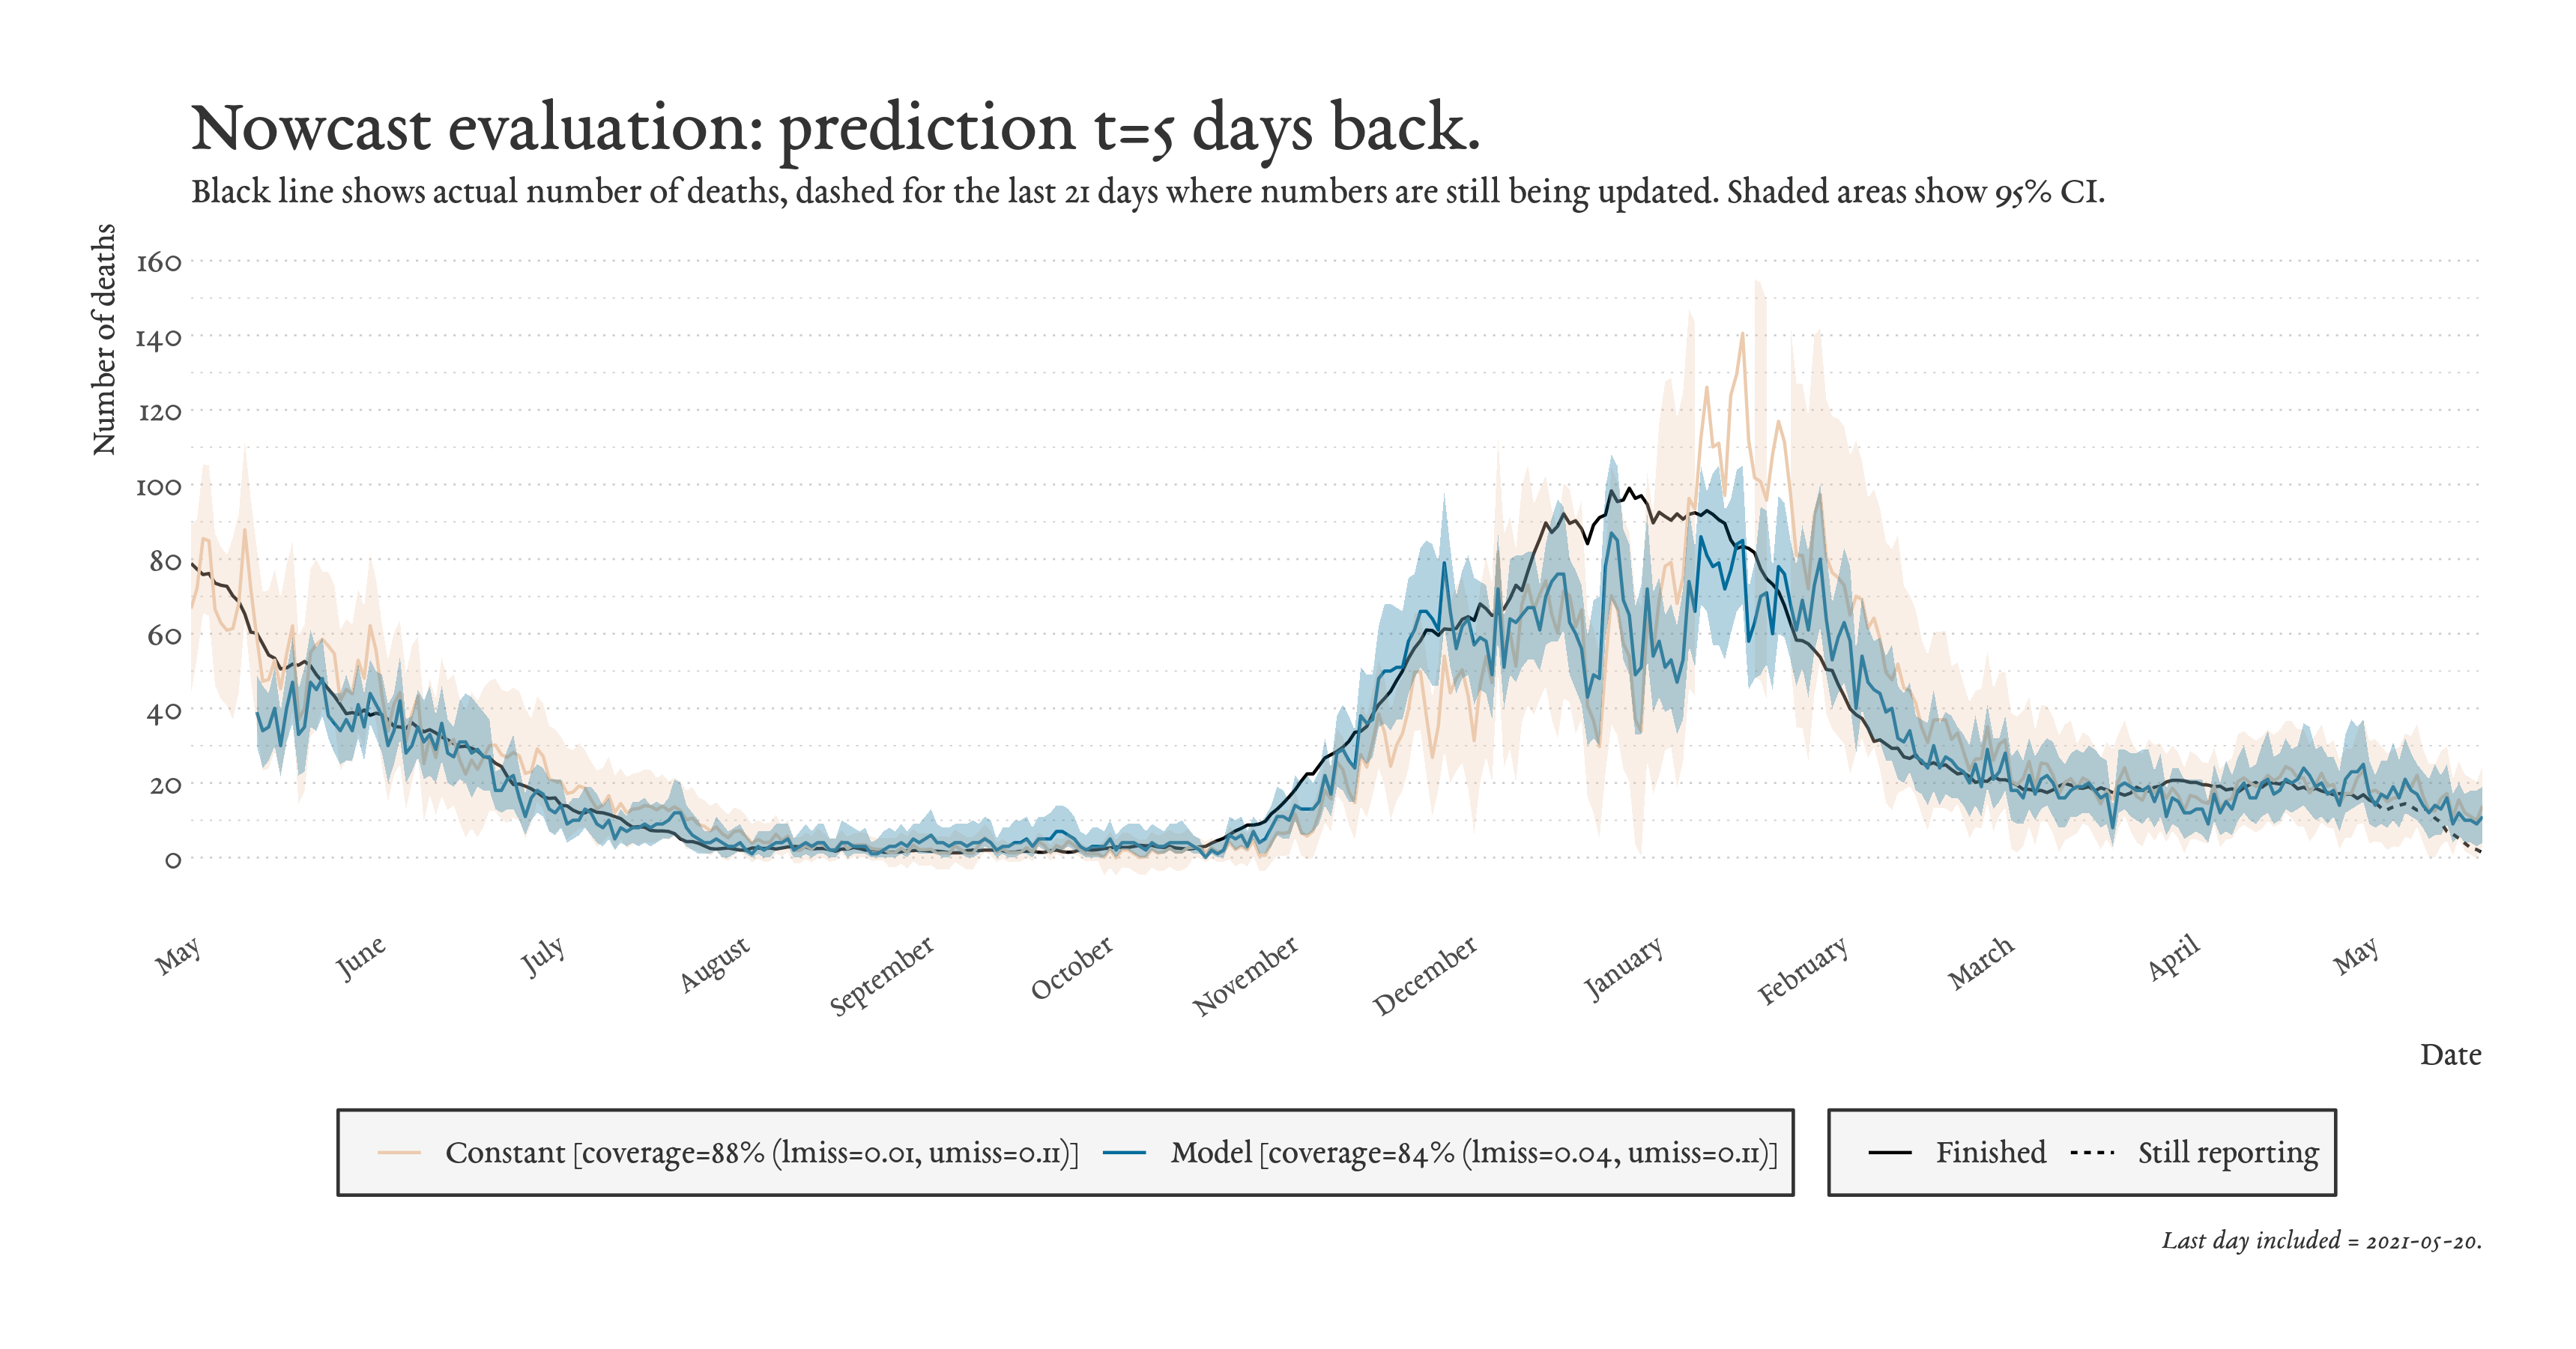 Nowcast evaluation: prediction t=5 days back.
Black line shows actual number of deaths, dashed for the last 21 days where numbers are still being updated. Shaded areas show 95% CI.
Number of deaths
160
140
120
100
80
60
40
20
0
May
June
July
August
September
October
November
December
January
February
March
April
May
Date
Constant [coverage=88% (lmiss=0.01, umiss=0.11)]
Model [coverage=84% (lmiss=0.04, umiss=0.11)]
Finished
Still reporting
Last day included = 2021-05-20.